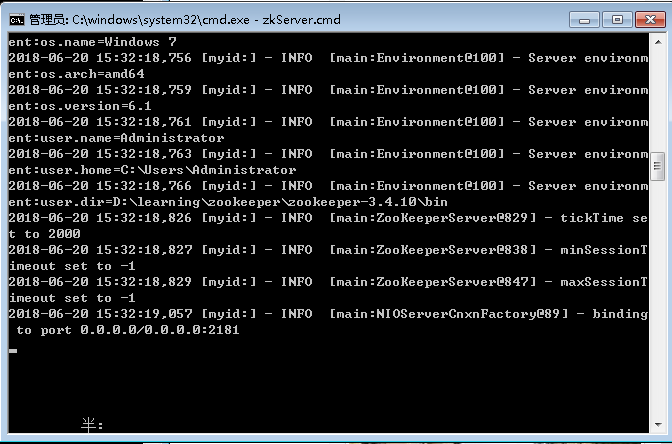 管理员: C:\windows\system32\cmd.exe - zkServer.cmd
ent:os.name=Windows 7
2018-06-20 15:32:18,756 [myid:] - INFO  [main:Environment@100] - Server environm
ent:os.arch=amd64
2018-06-20 15:32:18,759 [myid:] - INFO  [main:Environment@100] - Server environm
ent:os.version=6.1
2018-06-20 15:32:18,761 [myid:] - INFO  [main:Environment@100] - Server environm
ent:user.name=Administrator
2018-06-20 15:32:18,763 [myid:] - INFO  [main:Environment@100] - Server environm
ent:user.home=C:\Users\Administrator
2018-06-20 15:32:18,766 [myid:] - INFO  [main:Environment@100] - Server environm
ent:user.dir=D:\learning\zookeeper\zookeeper-3.4.10\bin
2018-06-20 15:32:18,826 [myid:] - INFO  [main:ZooKeeperServer@829] - tickTime se
t to 2000
2018-06-20 15:32:18,827 [myid:] - INFO  [main:ZooKeeperServer@838] - minSessionT
imeout set to -1
2018-06-20 15:32:18,829 [myid:] - INFO  [main:ZooKeeperServer@847] - maxSessionT
imeout set to -1
2018-06-20 15:32:19,057 [myid:] - INFO  [main:NIOServerCnxnFactory@89] - binding
 to port 0.0.0.0/0.0.0.0:2181
半: